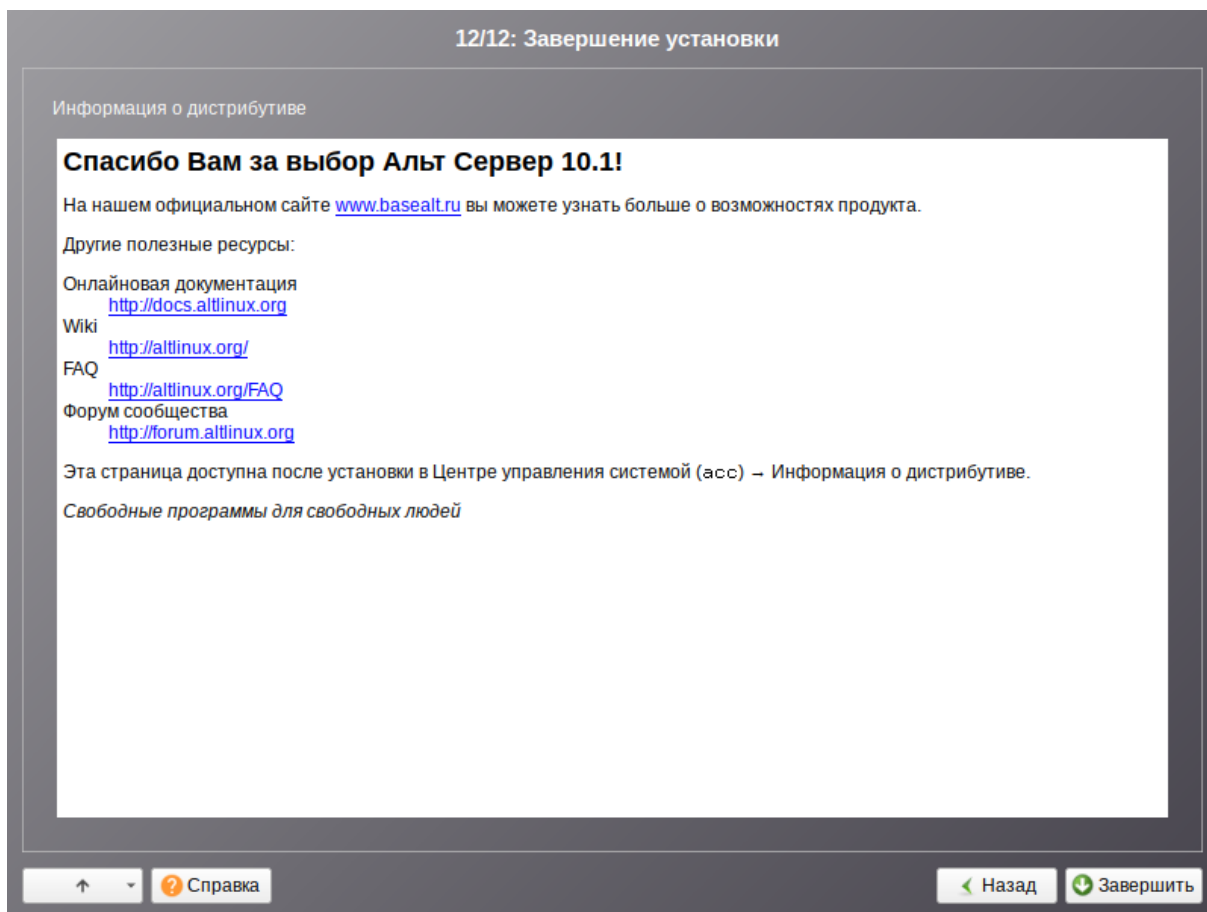 12/12: Завершение установки
Информация о дистрибутиве
Спасибо Вам за выбор Альт Сервер 10.1!
На нашем официальном сайте www.basealt.ru вы можете узнать больше о возможностях продукта.
Другие полезные ресурсы:
Онлайновая документация
http://docs.altlinux.org
Wiki
http://altlinux.org/
FAQ
http://altlinux.org/FAQ
Форум сообщества
http://forum.altlinux.org
Эта страница доступна после установки в Центре управления системой (acc) → Информация о дистрибутиве.
Свободные программы для свободных людей
Справка
Назад
Завершить